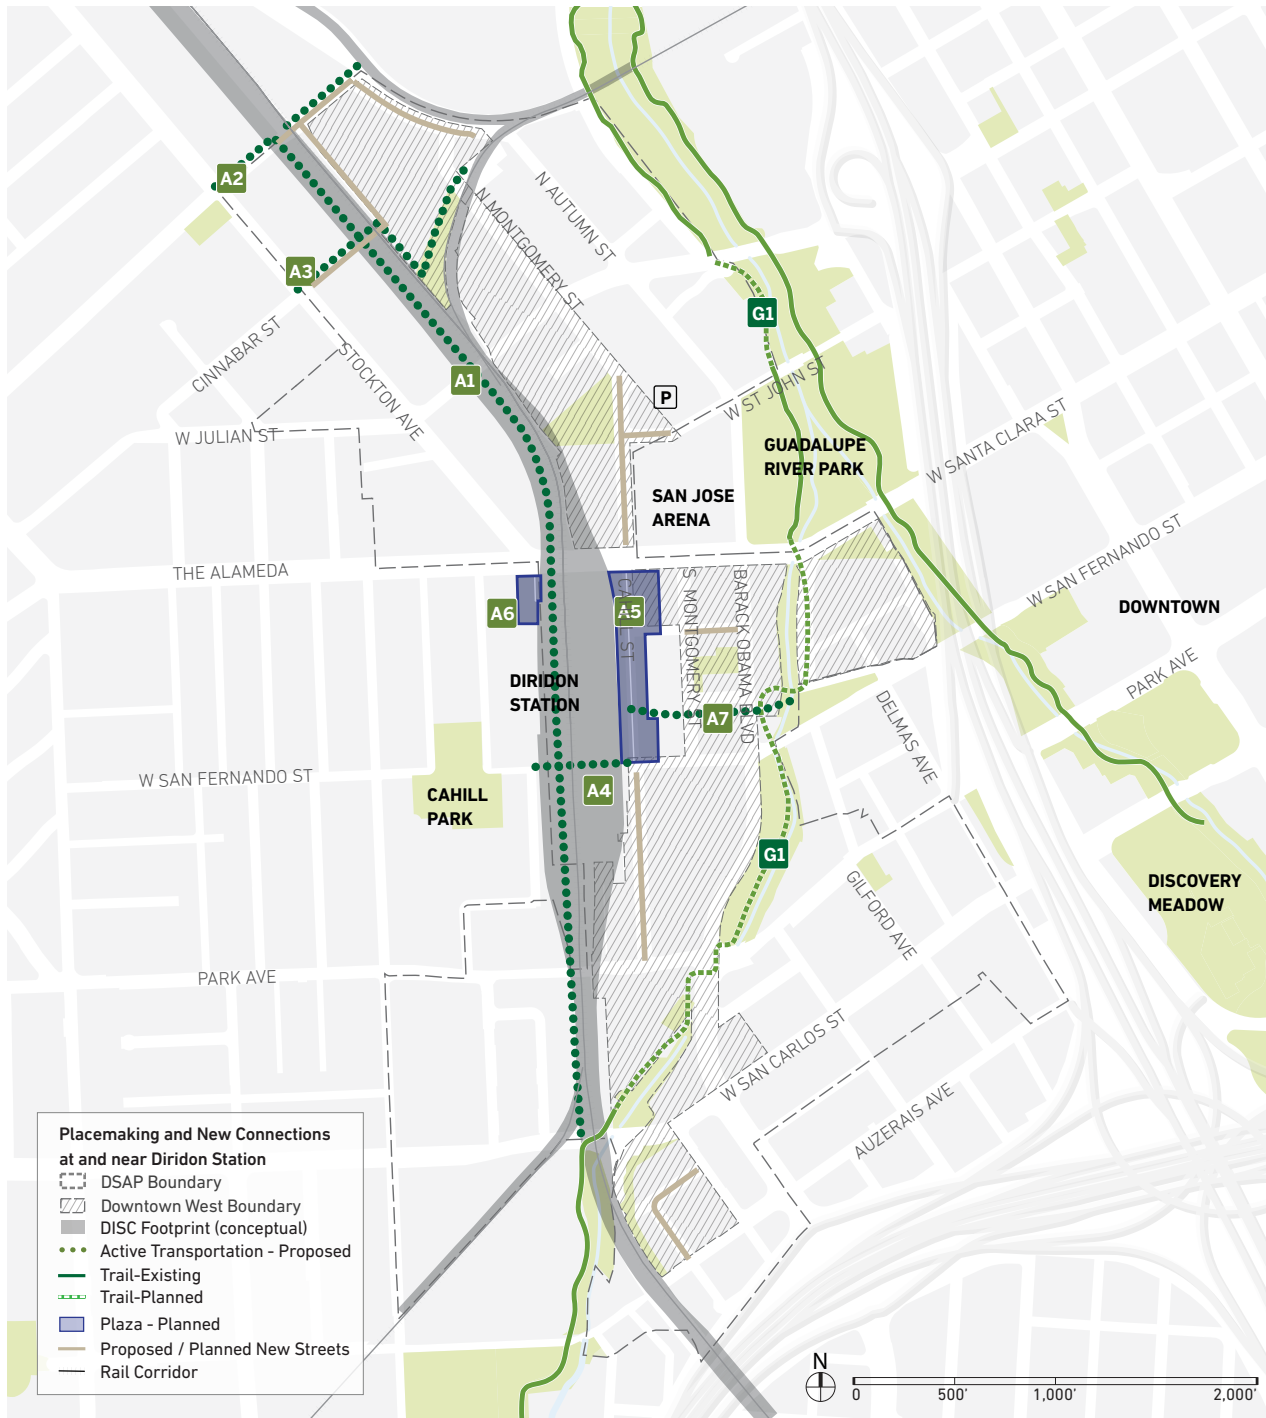 A2
N AUTUMN ST
N MONTGOMERY ST
A3
G1
CINNABAR ST
STOCKTON AVE
A1
P
W ST JOHN ST
W JULIAN ST
GUADALUPE
RIVER PARK
W SANTA CLARA ST
SAN JOSE
ARENA
W SAN FERNANDO ST
THE ALAMEDA
A6
A5
S MONTGOMERY
BARACK OBAMA BLVD
DOWNTOWN
PARK AVE
DIRIDON
STATION
A7
DELMAS AVE
W SAN FERNANDO ST
A4
CAHILL
PARK
G1
GILFORD AVE
DISCOVERY
MEADOW
PARK AVE
W SAN CARLOS ST
AUZERAIS AVE
Placemaking and New Connections
at and near Diridon Station
DSAP Boundary
Downtown West Boundary
DISC Footprint (conceptual)
Active Transportation - Proposed
Trail-Existing
Trail-Planned
Plaza - Planned
Proposed / Planned New Streets
Rail Corridor
N
0 500' 1,000' 2,000'